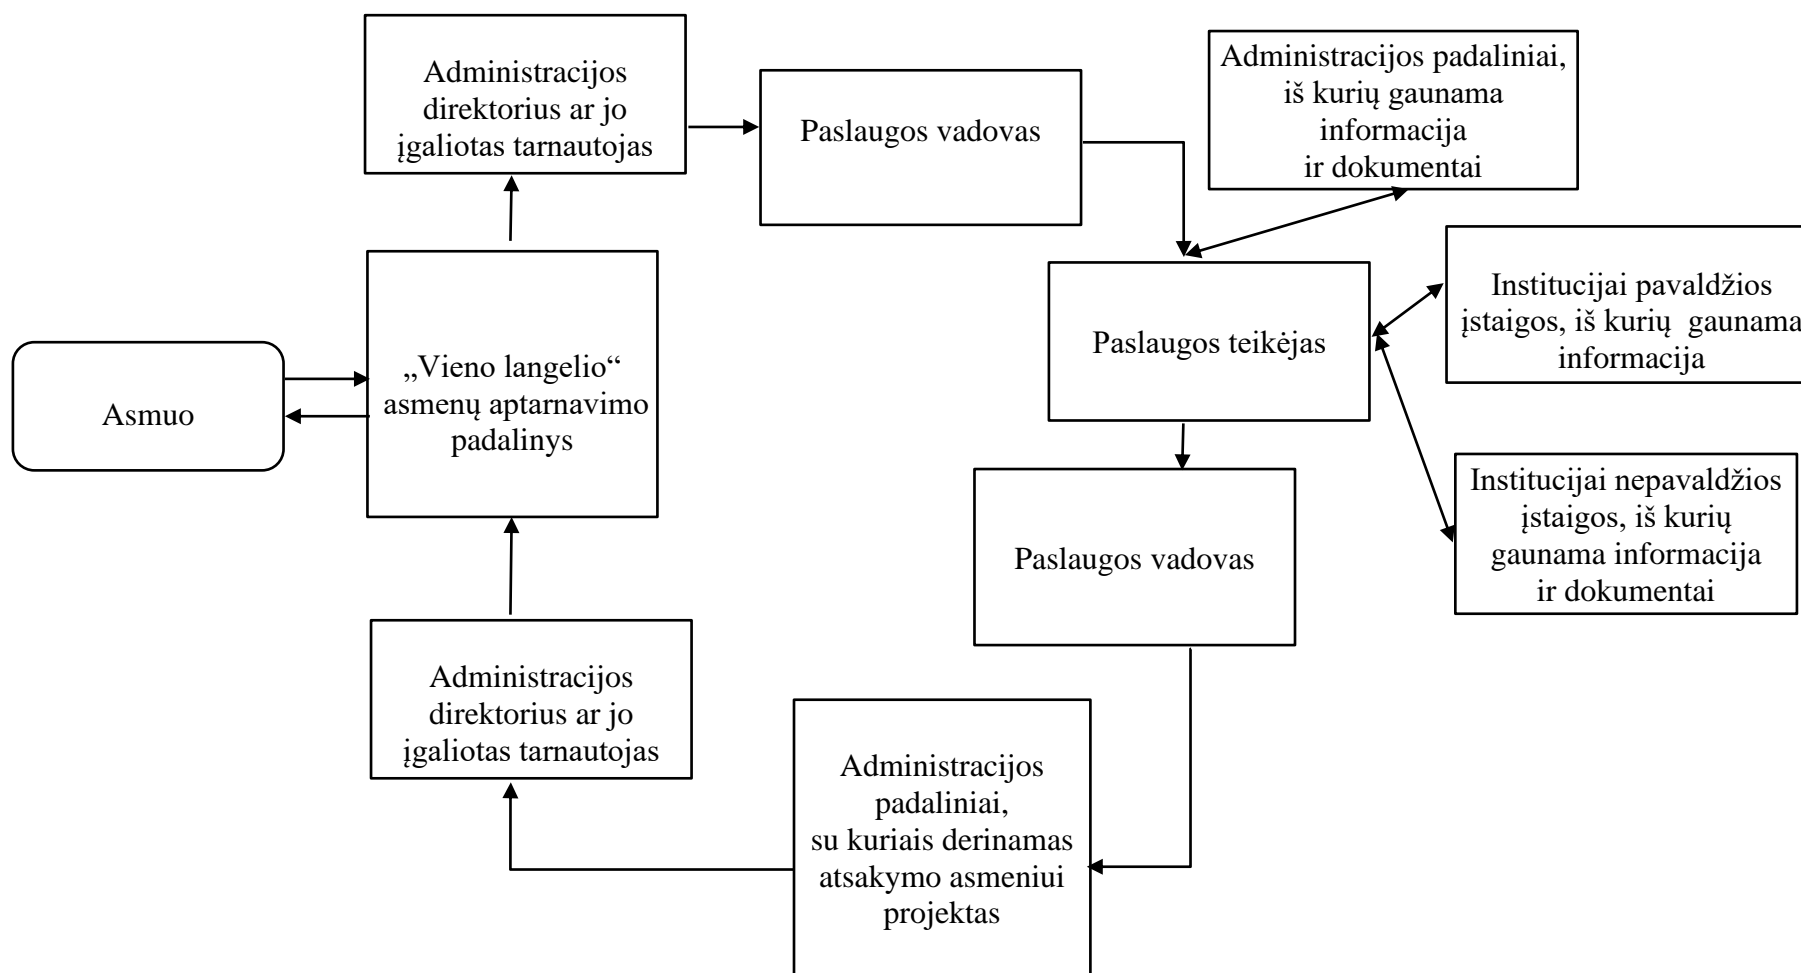 Administracijos
direktorius ar jo
įgaliotas tarnautojas
Paslaugos vadovas
Administracijos padaliniai,
iš kurių gaunama
informacija
ir dokumentai
Institucijai pavaldžios
įstaigos, iš kurių gaunama
informacija
Paslaugos teikėjas
„Vieno langelio“
asmenų aptarnavimo
padalinys
Asmuo
Institucijai nepavaldžios
įstaigos, iš kurių
gaunama informacija
ir dokumentai
Paslaugos vadovas
Administracijos
direktorius ar jo
įgaliotas tarnautojas
Administracijos
padaliniai,
su kuriais derinamas
atsakymo asmeniui
projektas